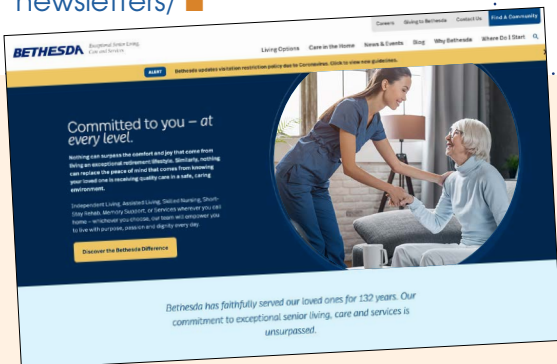 newsletters/
Careers Giving to Bethesda Contact Us Find A Community
BETHESDA Exceptional Senior Living, Care and Services
Living Options Care in the Home News & Events Blog Why Bethesda Where Do I Start
ALERT Bethesda updates visitation restriction policy due to Coronavirus. Click to view new guidelines.
Committed to you – at
every level.
Nothing can surpass the comfort and joy that come from
living an exceptional retirement lifestyle. Similarly, nothing
can replace the peace of mind that comes from knowing
your loved one is receiving quality care in a safe, caring
environment.
Independent Living, Assisted Living, Skilled Nursing, Short-
Stay Rehab, Memory Support, or Services wherever you call
home – whichever you choose, our team will empower you
to live with purpose, passion and dignity every day.
Discover the Bethesda Difference
Bethesda has faithfully served our loved ones for 132 years. Our
commitment to exceptional senior living, care and services is
unsurpassed.